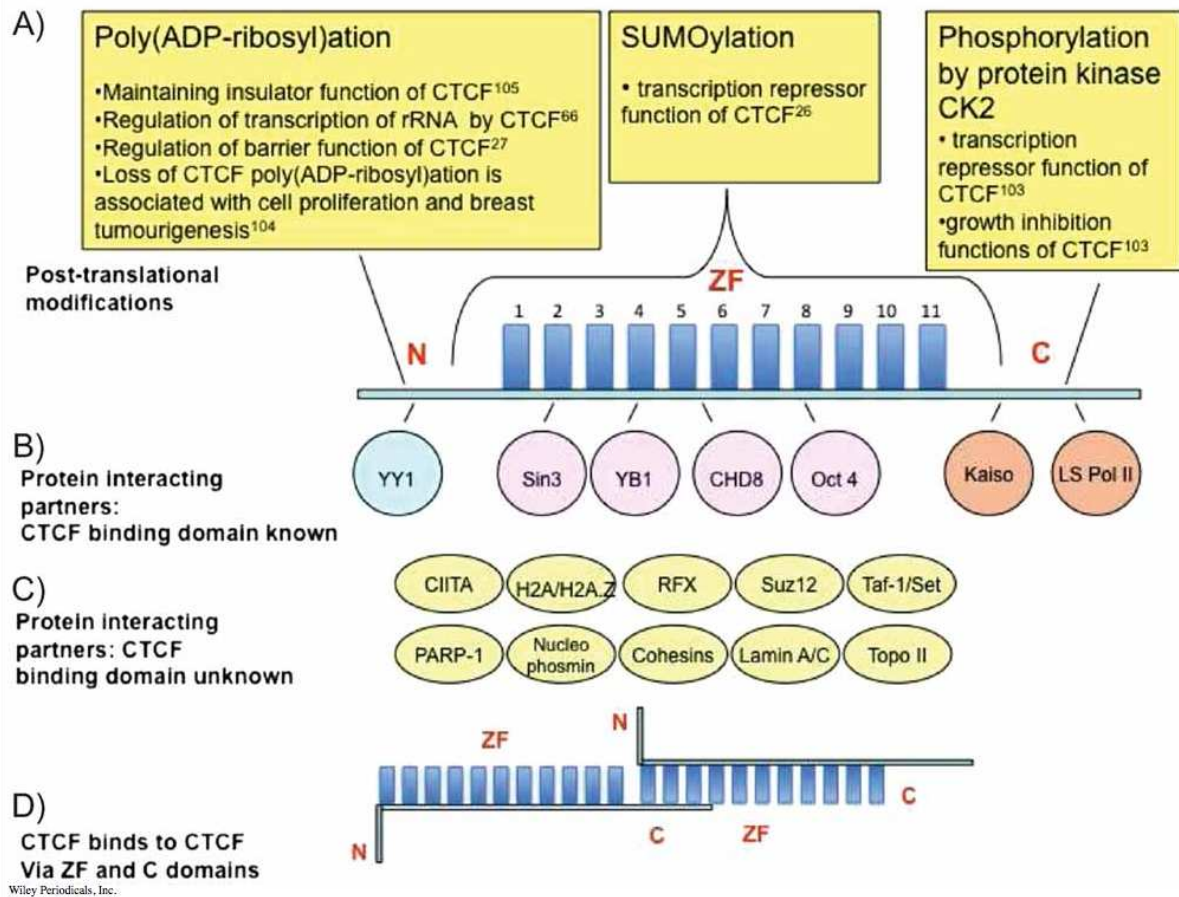 A)
Poly(ADP-ribosyl)ation
•Maintaining insulator function of CTCF105
•Regulation of transcription of rRNA by CTCF66
•Regulation of barrier function of CTCF27
•Loss of CTCF poly(ADP-ribosyl)ation is
associated with cell proliferation and breast
tumourigenesis104
SUMOylation
• transcription repressor
function of CTCF26
Phosphorylation
by protein kinase
CK2
• transcription
repressor function of
CTCF103
•growth inhibition
functions of CTCF103
Post-translational
modifications
ZF
1 2 3 4 5 6 7 8 9 10 11
N
C
B)
Protein interacting
partners:
CTCF binding domain known
YY1
Sin3
YB1
CHD8
Oct 4
Kaiso
LS Pol II
C)
Protein interacting
partners: CTCF
binding domain unknown
CIITA
H2A/H2A.Z
RFX
Suz12
Taf-1/Set
PARP-1
Nucleo
phosmin
Cohesins
Lamin A/C
Topo II
D)
CTCF binds to CTCF
Via ZF and C domains
ZF
N
N
C
ZF
C
Wiley Periodicals, Inc.